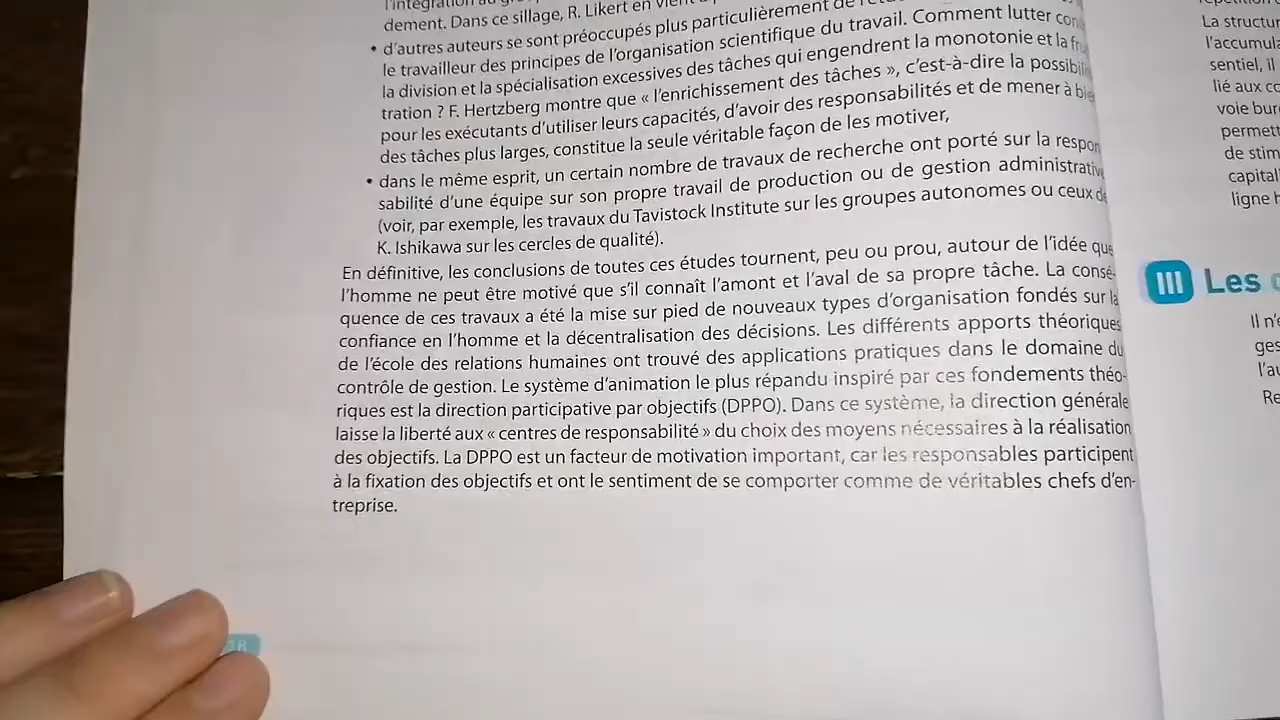 l'intégration au
dement. Dans ce sillage, R. Likert en vient à
• d'autres auteurs se sont préoccupés plus particulièrement de
le travailleur des principes de l'organisation scientifique du travail. Comment lutter
la division et la spécialisation excessives des tâches qui engendrent la monotonie et la
tration ? F. Hertzberg montre que « l'enrichissement des tâches », c'est-à-dire la
pour les exécutants d'utiliser leurs capacités, d'avoir des responsabilités et de mener à
des tâches plus larges, constitue la seule véritable façon de les motiver,
• dans le même esprit, un certain nombre de travaux de recherche ont porté sur la respon
sabilité d'une équipe sur son propre travail de production ou de gestion administrative
(voir, par exemple, les travaux du Tavistock Institute sur les groupes autonomes ou ceux de
K. Ishikawa sur les cercles de qualité).
En définitive, les conclusions de toutes ces études tournent, peu ou prou, autour de l'idée que
l'homme ne peut être motivé que s'il connaît l'amont et l'aval de sa propre tâche. La consé-
quence de ces travaux a été la mise sur pied de nouveaux types d'organisation fondés sur la
confiance en l'homme et la décentralisation des décisions. Les différents apports théoriques
de l'école des relations humaines ont trouvé des applications pratiques dans le domaine du
contrôle de gestion. Le système d'animation le plus répandu inspiré par ces fondements théo-
riques est la direction participative par objectifs (DPPO). Dans ce système, la direction générale
laisse la liberté aux « centres de responsabilité » du choix des moyens nécessaires à la réalisation
des objectifs. La DPPO est un facteur de motivation important, car les responsables participent
à la fixation des objectifs et ont le sentiment de se comporter comme de véritables chefs d'en-
treprise.
La structur
l'accumula
sentiel, il
lié aux co
voie bur
permett
de stim
capital
ligne h
III Les
Il n'e
ges
l'au
Re